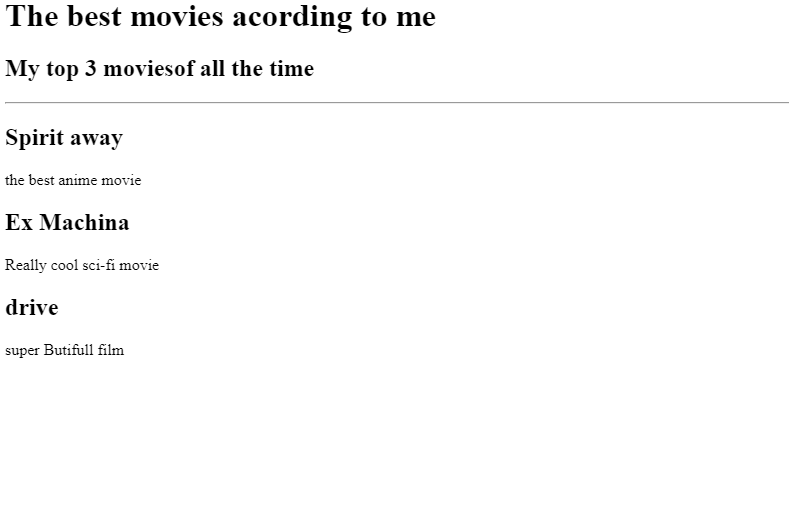 The best movies acording to me
My top 3 moviesof all the time
Spirit away
the best anime movie
Ex Machina
Really cool sci-fi movie
drive
super Butifull film